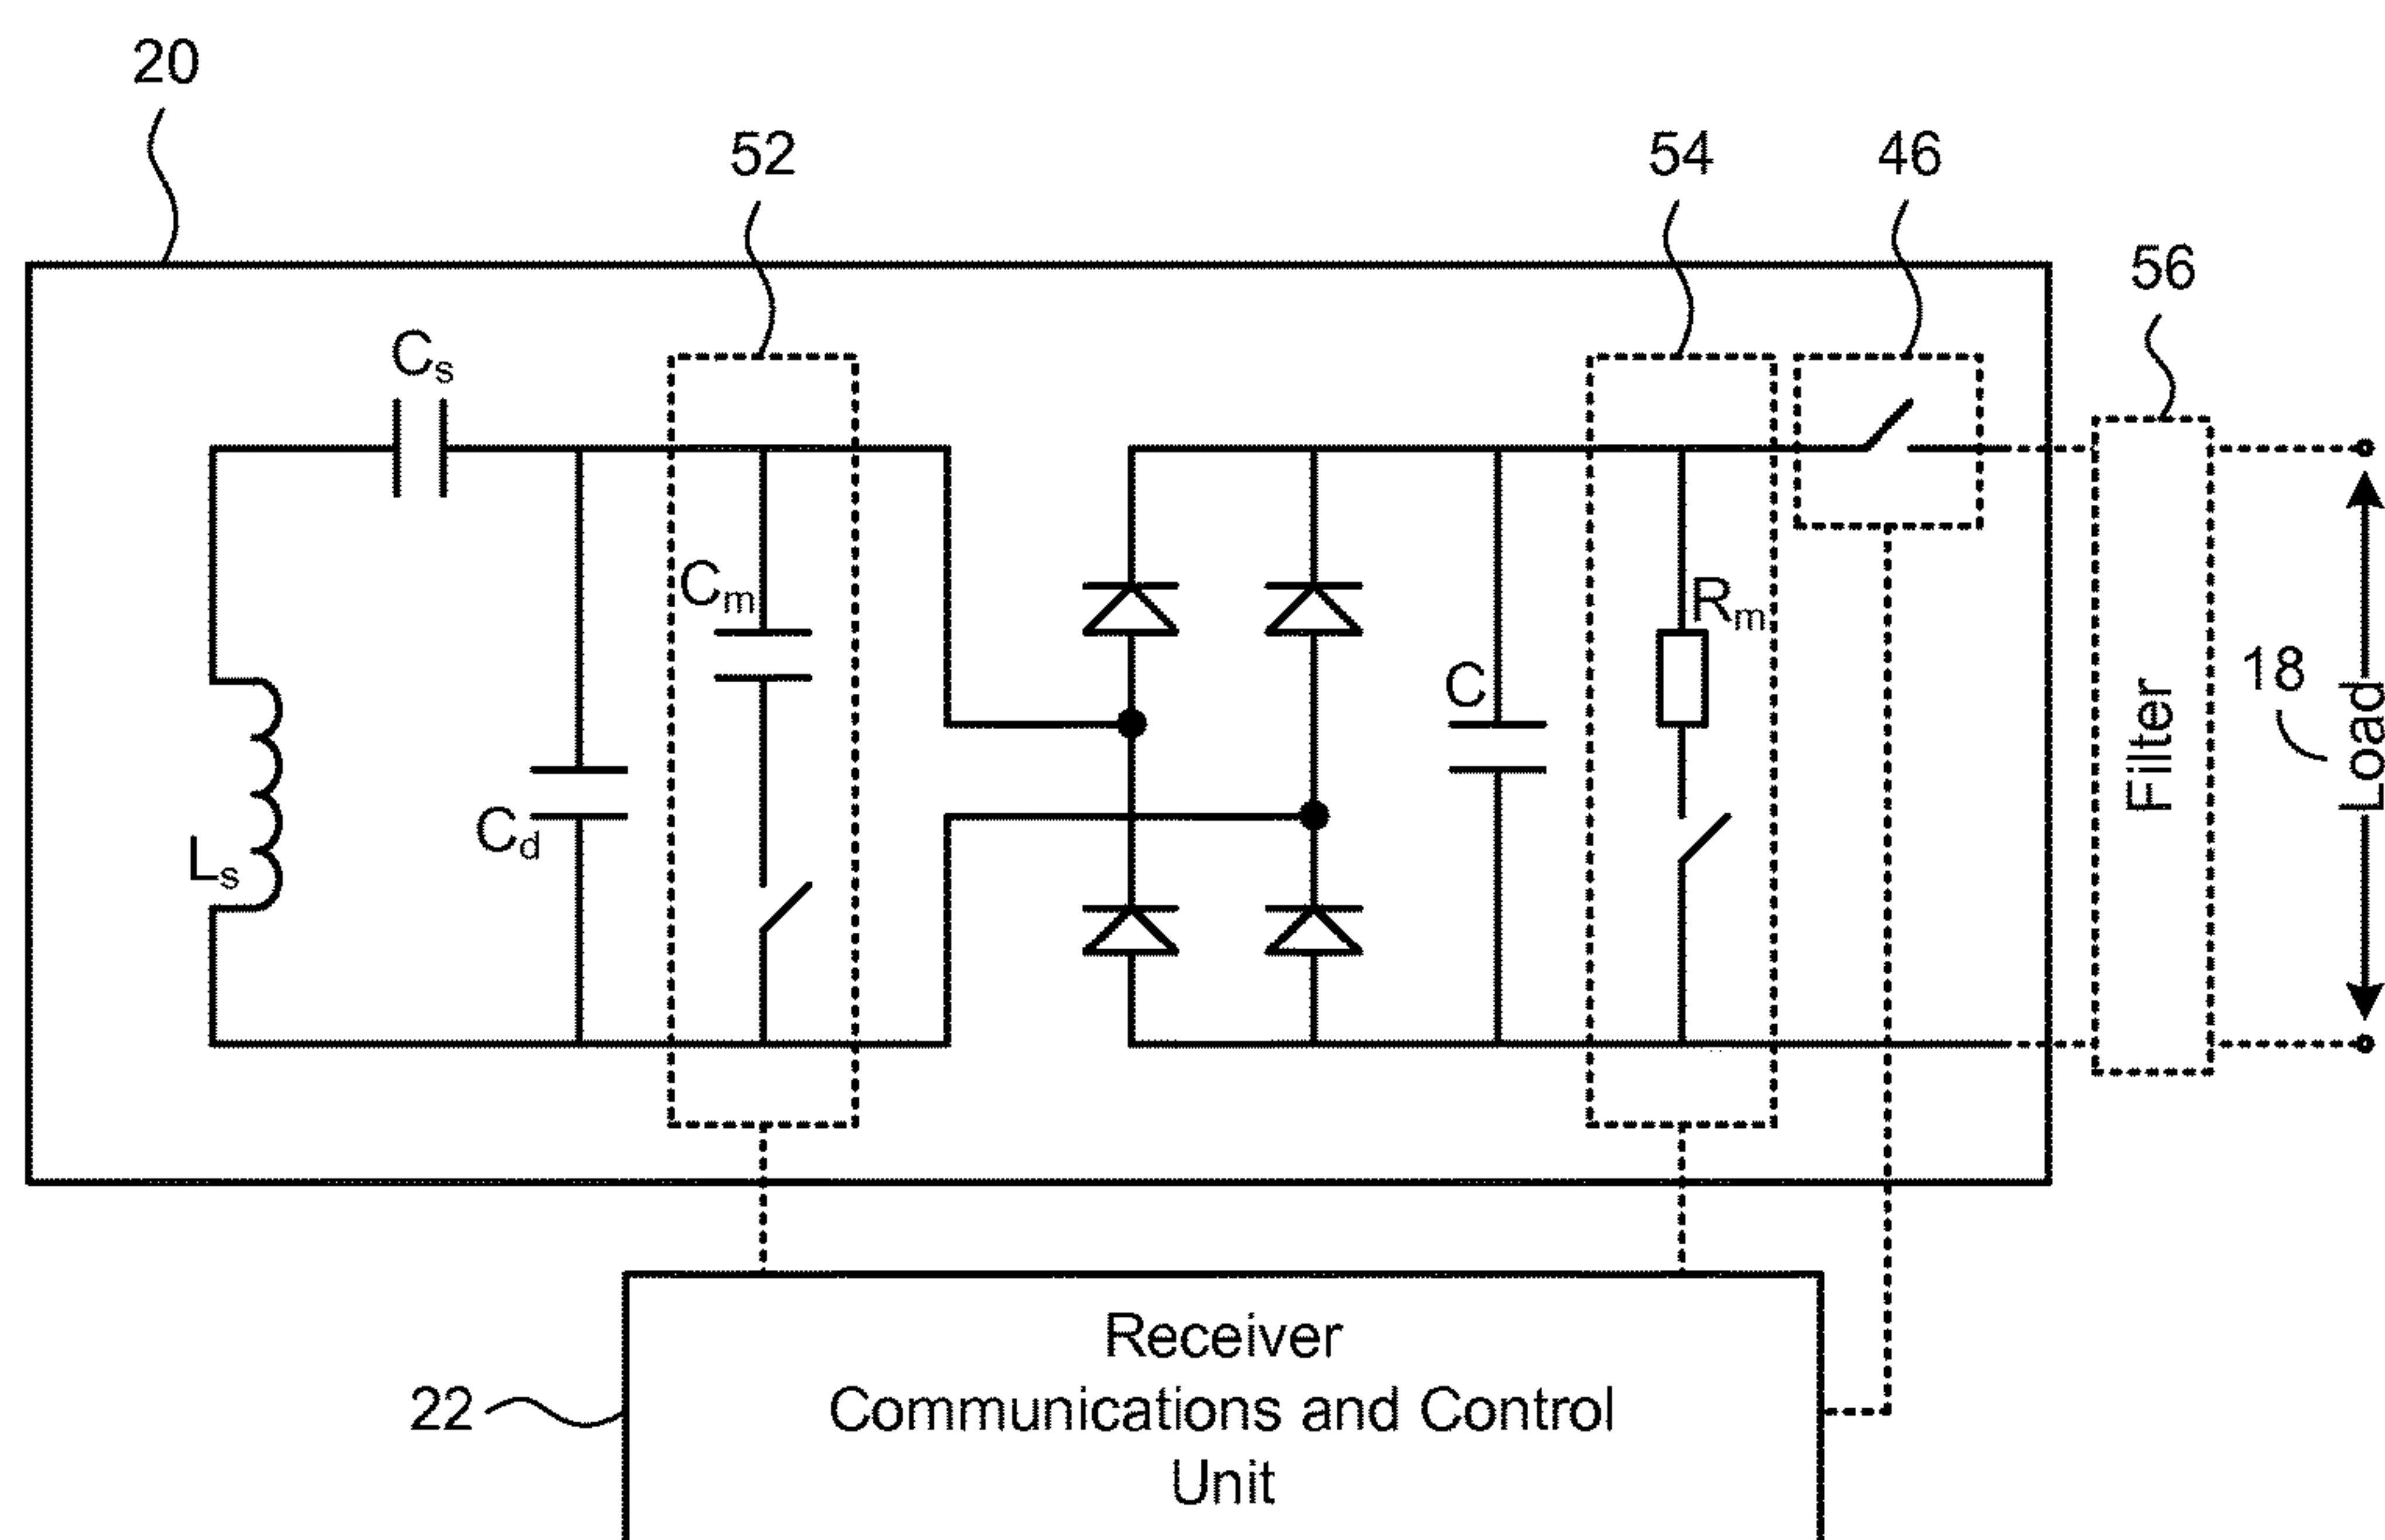 20
52
54
46
56
Cs
Cm
Rm
C
18
Load
Filter
Cd
Ls
22
Receiver
Communications and Control
Unit